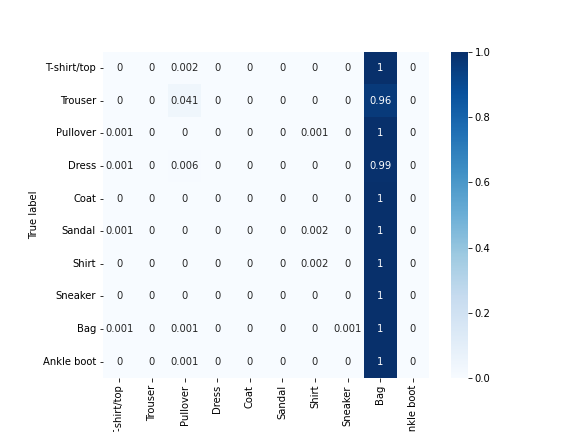 T-shirt/top 0 0 0.002 0 0 0 0 0 1 0
Trouser 0 0 0.041 0 0 0 0 0 0.96 0
Pullover 0.001 0 0 0 0 0 0.001 0 1 0
Dress 0.001 0 0.006 0 0 0 0 0 0.99 0
Coat 0 0 0 0 0 0 0 0 1 0
Sandal 0.001 0 0 0 0 0 0.002 0 1 0
Shirt 0 0 0 0 0 0 0.002 0 1 0
Sneaker 0 0 0 0 0 0 0 0 1 0
Bag 0.001 0 0.001 0 0 0 0 0.001 1 0
Ankle boot 0 0 0.001 0 0 0 0 0 1 0
True label
-shirt/top
Trouser
Pullover
Dress
Coat
Sandal
Shirt
Sneaker
Bag
nkle boot
1.0
0.8
0.6
0.4
0.2
0.0